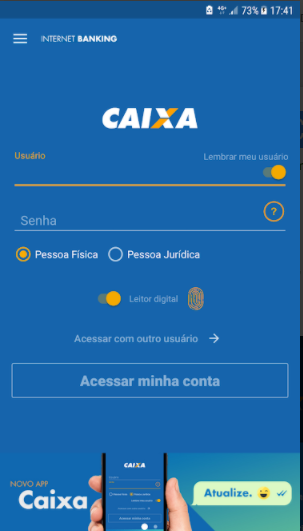 4G+ 73% 17:41
INTERNET BANKING
CAIXA
Usuário
Lembrar meu usuário
Senha
?
Pessoa Física Pessoa Jurídica
Leitor digital
Acessar com outro usuário →
Acessar minha conta
NOVO APP
Caixa
CAIXA
Atualize. 😜